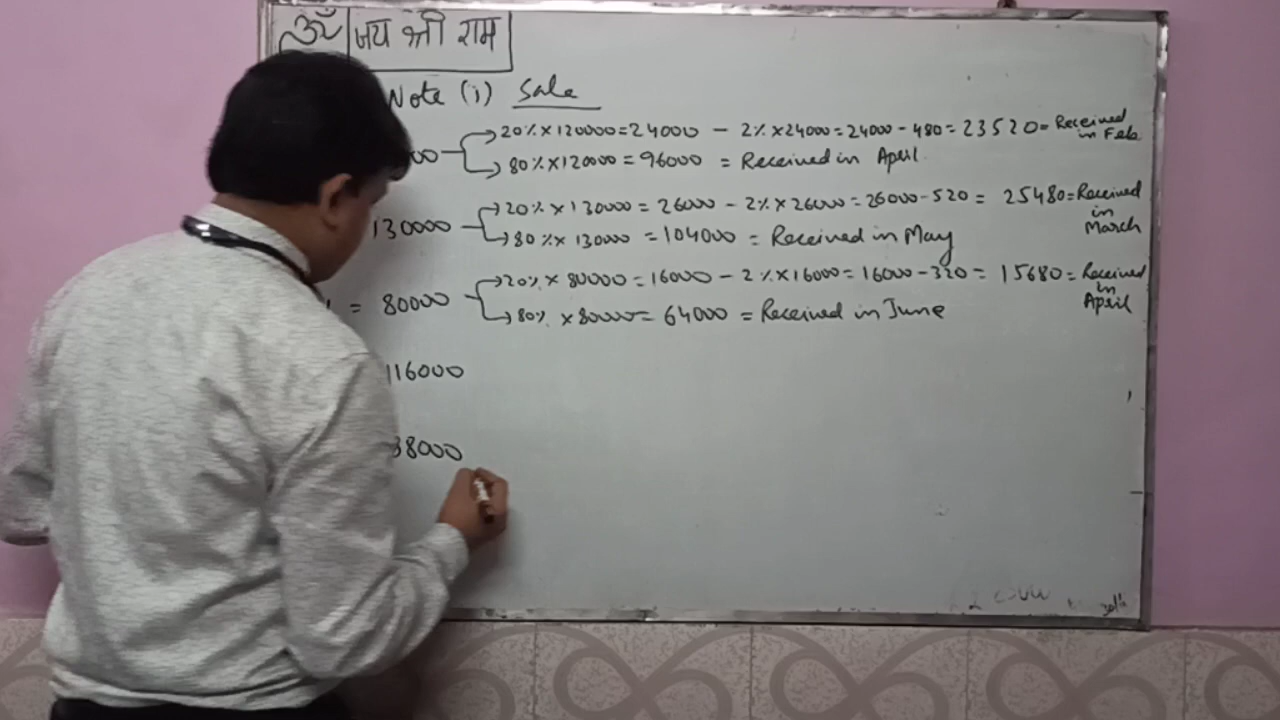 ॐ जय श्री राम
Note (i) Sale
20% × 120000 = 24000 - 2% × 24000 = 24000 - 480 = 23520 = Received in Feb
80% × 120000 = 96000 = Received in April
130000 20% × 130000 = 26000 - 2% × 26000 = 26000 - 520 = 25480 = Received in March
80% × 130000 = 104000 = Received in May
= 80000 20% × 80000 = 16000 - 2% × 16000 = 16000 - 320 = 15680 = Received in April
80% × 80000 = 64000 = Received in June
116000
38000